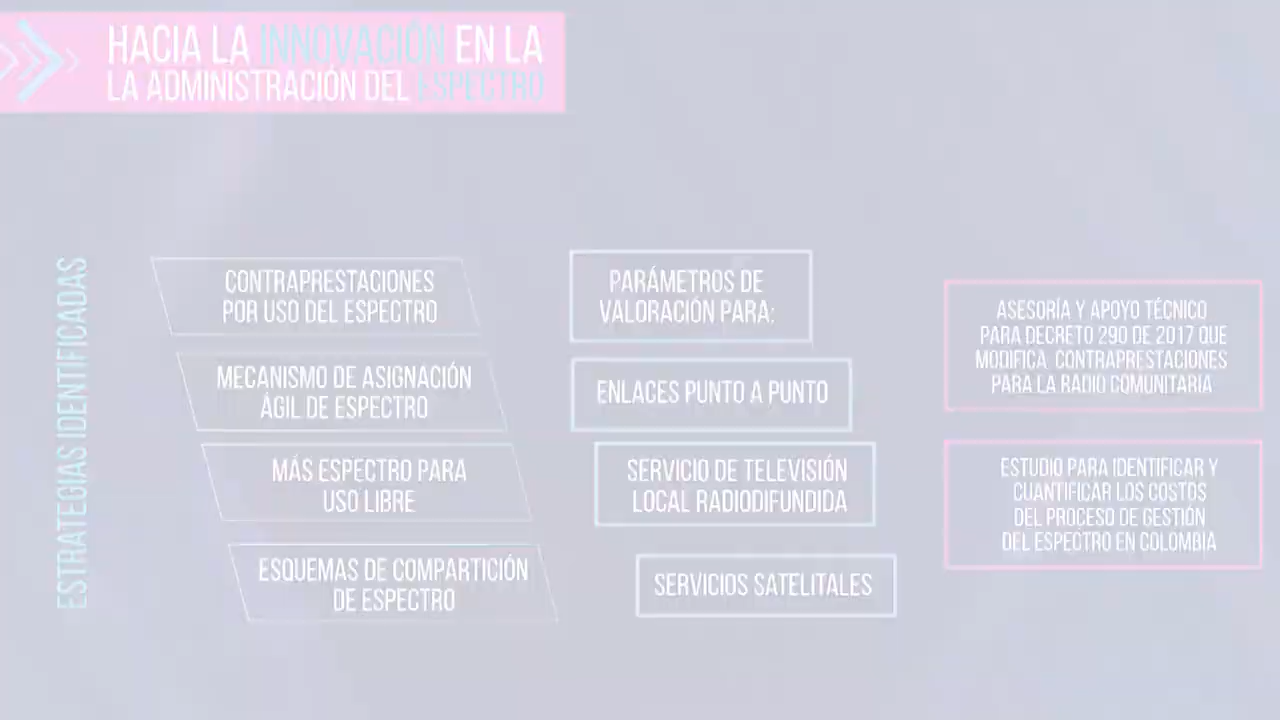 HACIA LA INNOVACIÓN EN LA
LA ADMINISTRACIÓN DEL ESPECTRO
ESTRATEGIAS IDENTIFICADAS
CONTRAPRESTACIONES
POR USO DEL ESPECTRO
MECANISMO DE ASIGNACIÓN
ÁGIL DE ESPECTRO
MÁS ESPECTRO PARA
USO LIBRE
ESQUEMAS DE COMPARTICIÓN
DE ESPECTRO
PARÁMETROS DE
VALORACIÓN PARA:
ENLACES PUNTO A PUNTO
SERVICIO DE TELEVISIÓN
LOCAL RADIODIFUNDIDA
SERVICIOS SATELITALES
ASESORÍA Y APOYO TÉCNICO
PARA DECRETO 290 DE 2017 QUE
MODIFICA CONTRAPRESTACIONES
PARA LA RADIO COMUNITARIA
ESTUDIO PARA IDENTIFICAR Y
CUANTIFICAR LOS COSTOS
DEL PROCESO DE GESTIÓN
DEL ESPECTRO EN COLOMBIA